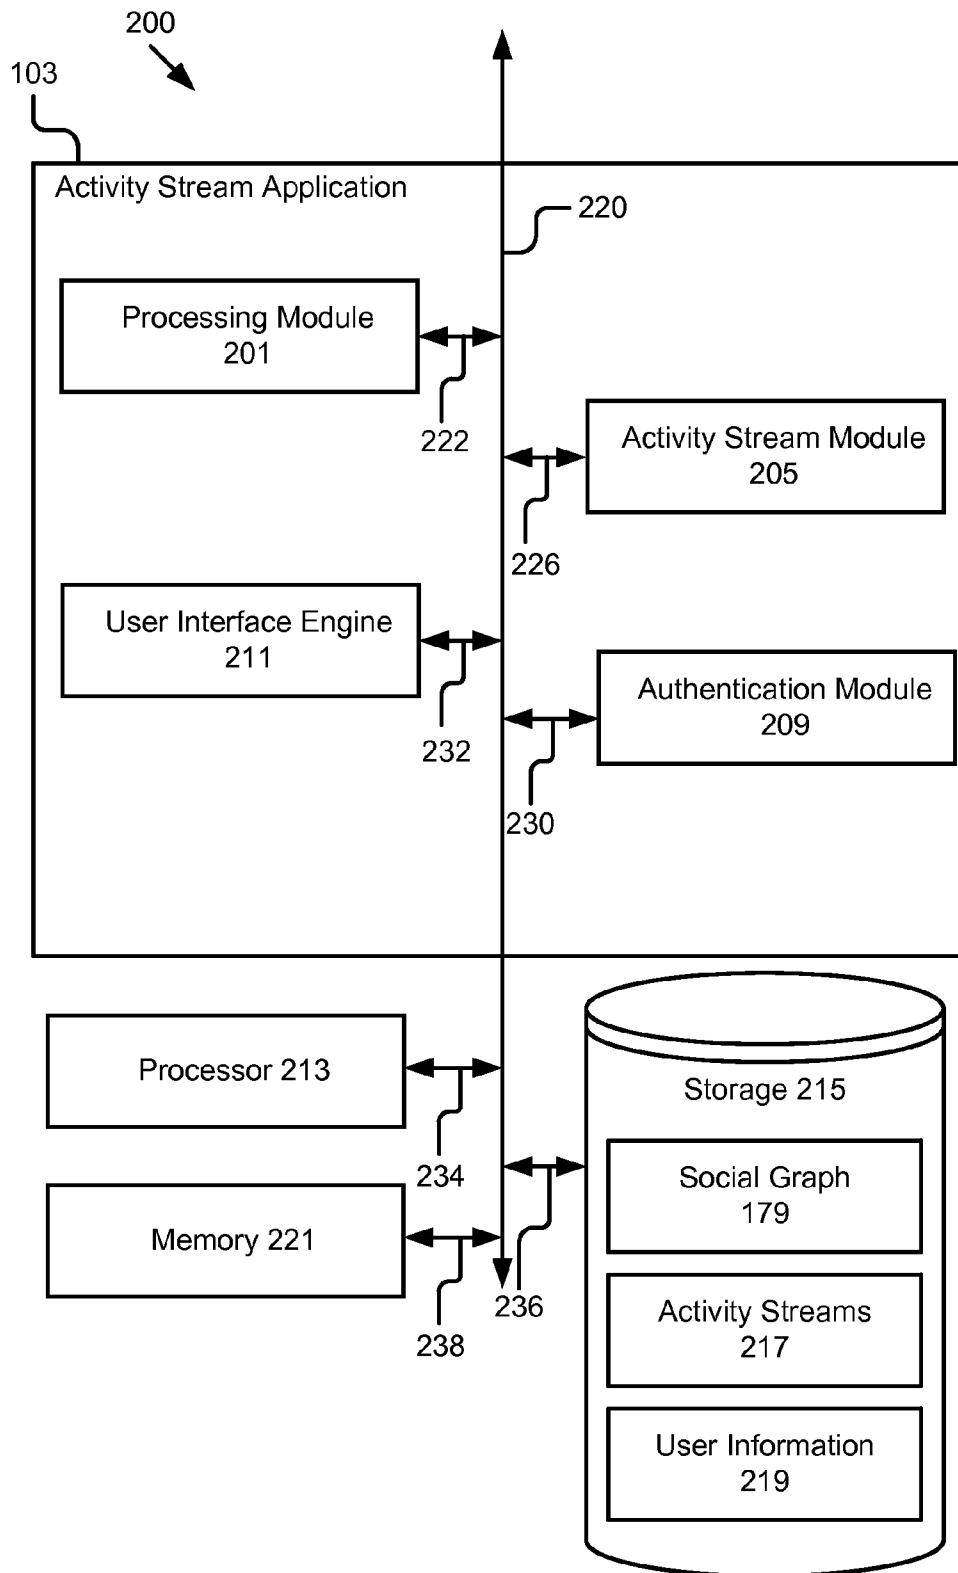 200
103
Activity Stream Application
220
Processing Module
201
222
Activity Stream Module
205
226
User Interface Engine
211
232
Authentication Module
209
230
Processor 213
234
Storage 215
Social Graph
179
Memory 221
238
236
Activity Streams
217
User Information
219